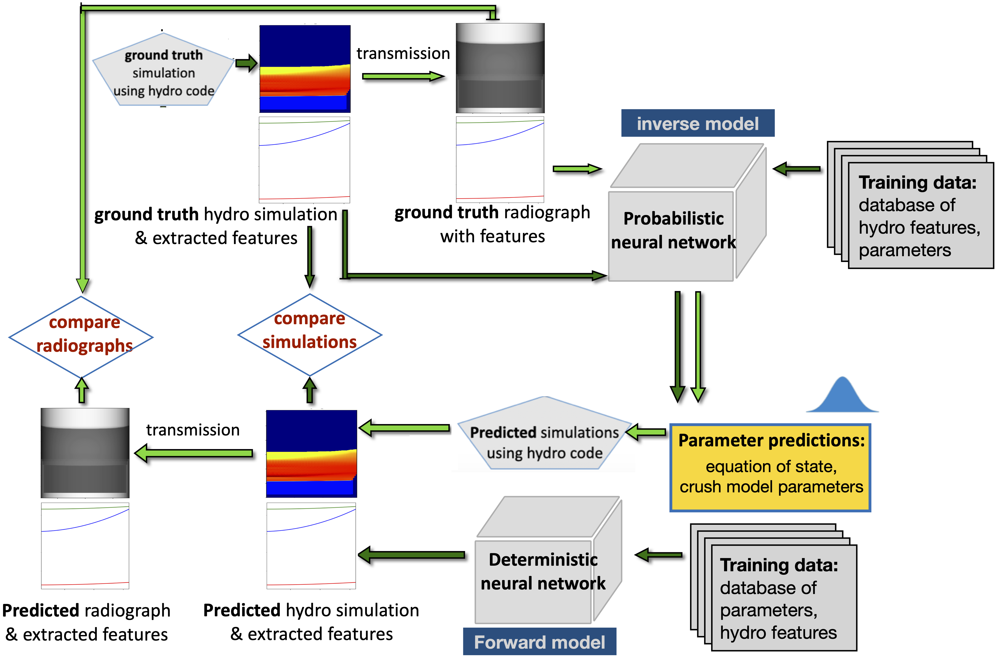 ground truth
simulation
using hydro code
transmission
inverse model
Training data:
database of
hydro features,
parameters
Probabilistic
neural network
ground truth hydro simulation
& extracted features
ground truth radiograph
with features
compare
radiographs
compare
simulations
transmission
Predicted simulations
using hydro code
Parameter predictions:
equation of state,
crush model parameters
Deterministic
neural network
Training data:
database of
parameters,
hydro features
Predicted radiograph
& extracted features
Predicted hydro simulation
& extracted features
Forward model